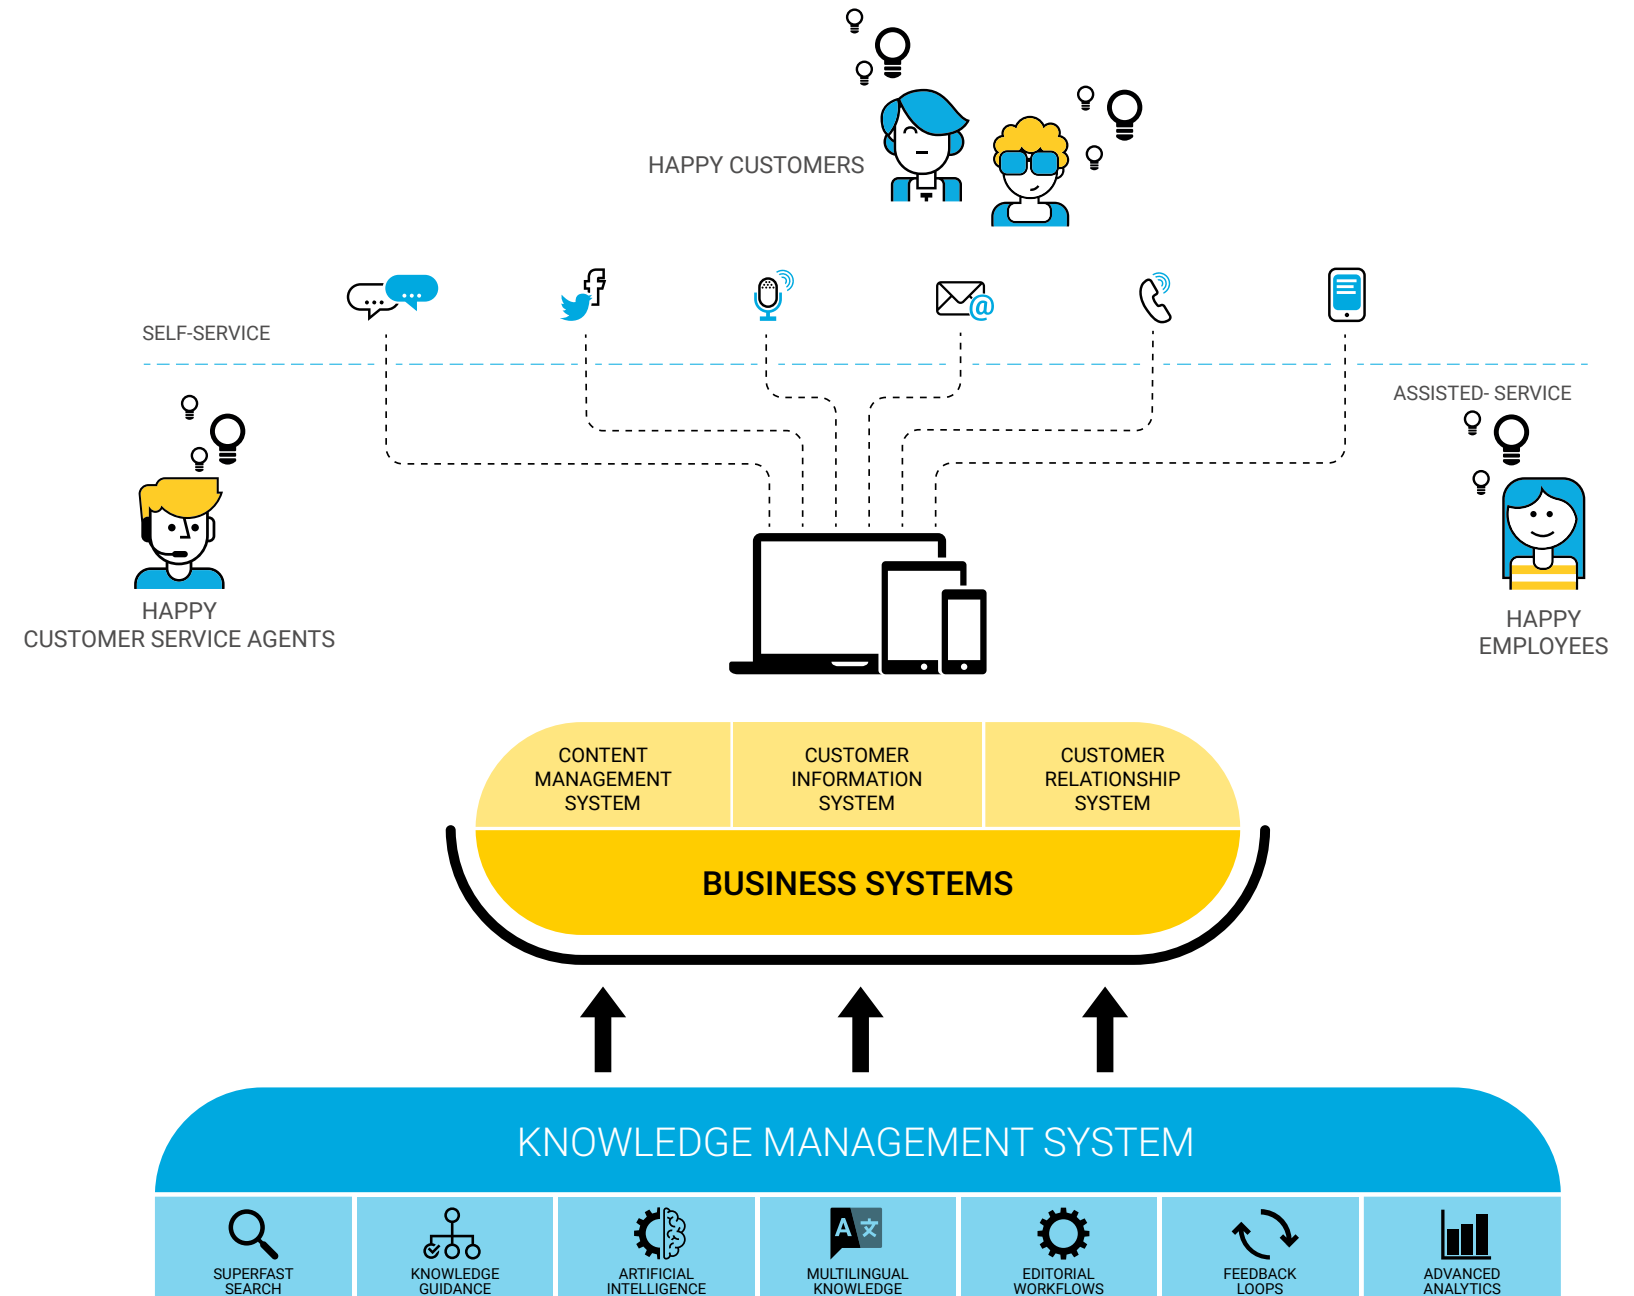 HAPPY CUSTOMERS
SELF-SERVICE
ASSISTED- SERVICE
HAPPY
CUSTOMER SERVICE AGENTS
HAPPY
EMPLOYEES
CONTENT
MANAGEMENT
SYSTEM
CUSTOMER
INFORMATION
SYSTEM
CUSTOMER
RELATIONSHIP
SYSTEM
BUSINESS SYSTEMS
KNOWLEDGE MANAGEMENT SYSTEM
A 文
SUPERFAST
SEARCH
KNOWLEDGE
GUIDANCE
ARTIFICIAL
INTELLIGENCE
MULTILINGUAL
KNOWLEDGE
EDITORIAL
WORKFLOWS
FEEDBACK
LOOPS
ADVANCED
ANALYTICS